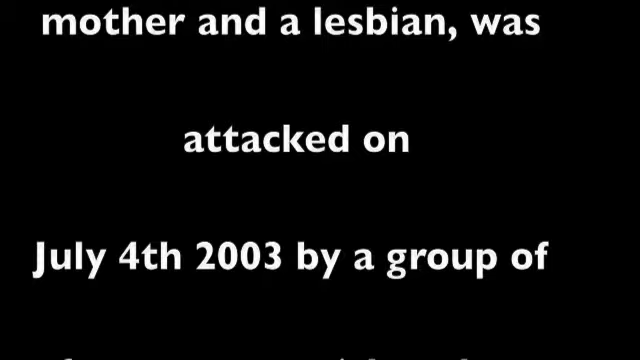 mother and a lesbian, was
attacked on
July 4th 2003 by a group of